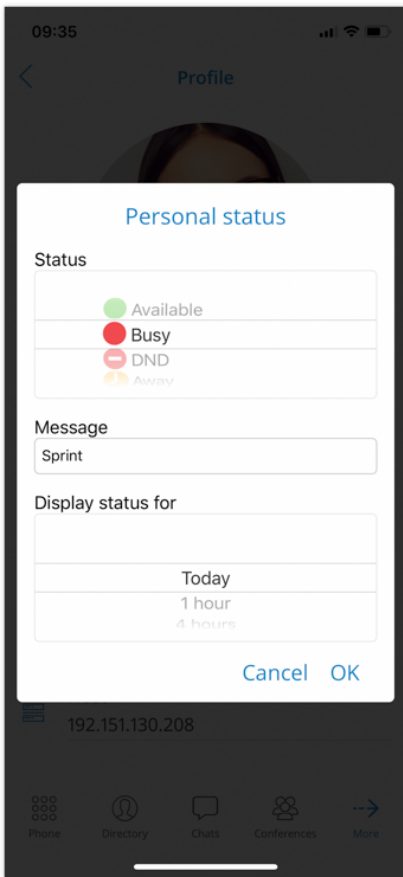 09:35
Profile
Personal status
Status
Available
Busy
DND
Away
Message
Sprint
Display status for
Today
1 hour
4 hours
Cancel OK
192.151.130.208
Phone Directory Chats Conferences More